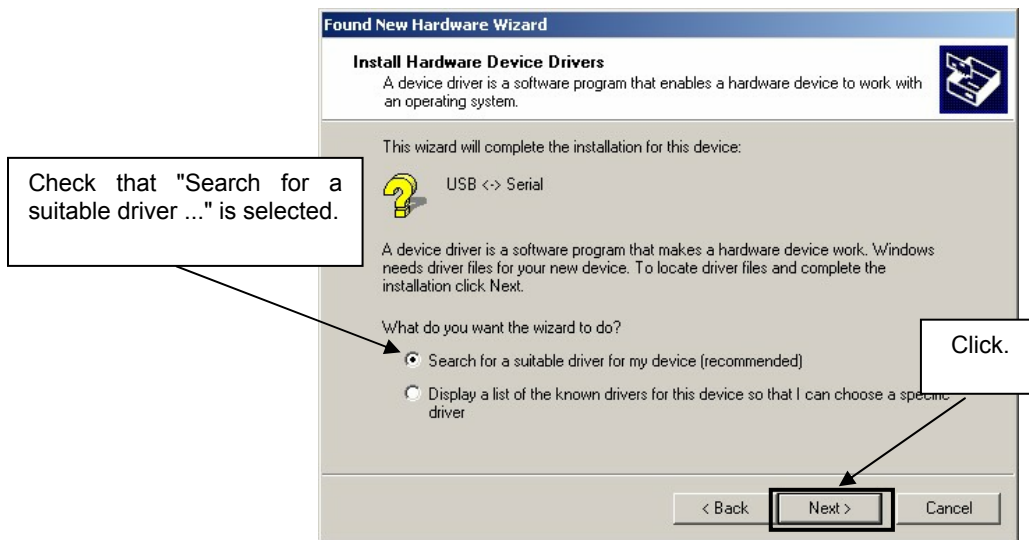 Found New Hardware Wizard
Install Hardware Device Drivers
A device driver is a software program that enables a hardware device to work with
an operating system.
This wizard will complete the installation for this device:
USB <-> Serial
Check that "Search for a
suitable driver ..." is selected.
A device driver is a software program that makes a hardware device work. Windows
needs driver files for your new device. To locate driver files and complete the
installation click Next.
What do you want the wizard to do?
Click.
Search for a suitable driver for my device (recommended)
Display a list of the known drivers for this device so that I can choose a specific
driver
< Back
Next >
Cancel